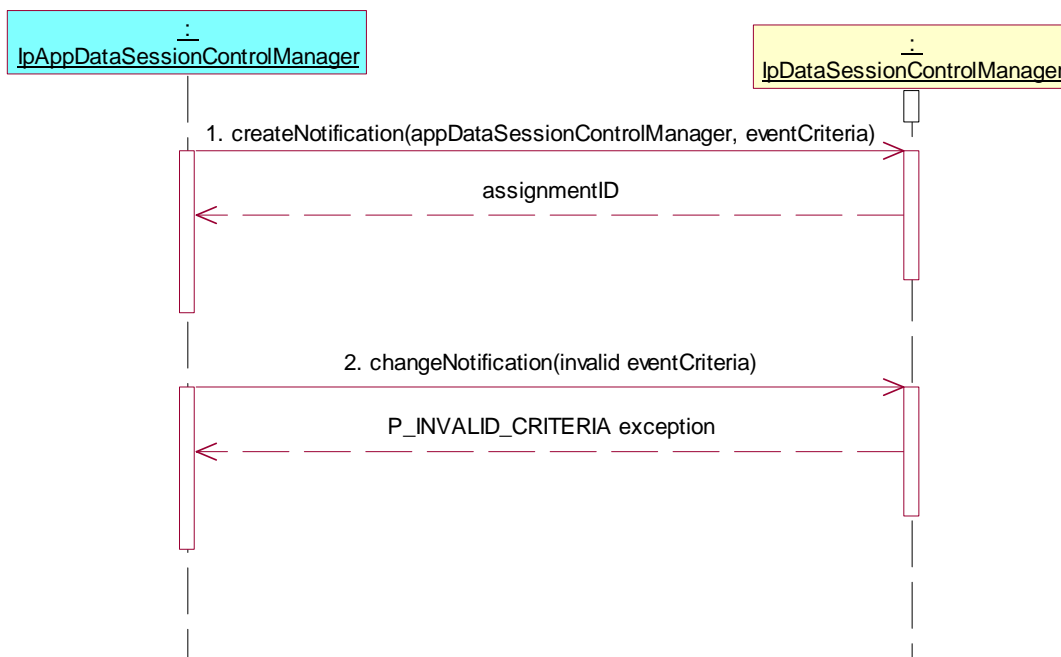 :
IpAppDataSessionControlManager
:
IpDataSessionControlManager
1. createNotification(appDataSessionControlManager, eventCriteria)
assignmentID
2. changeNotification(invalid eventCriteria)
P_INVALID_CRITERIA exception